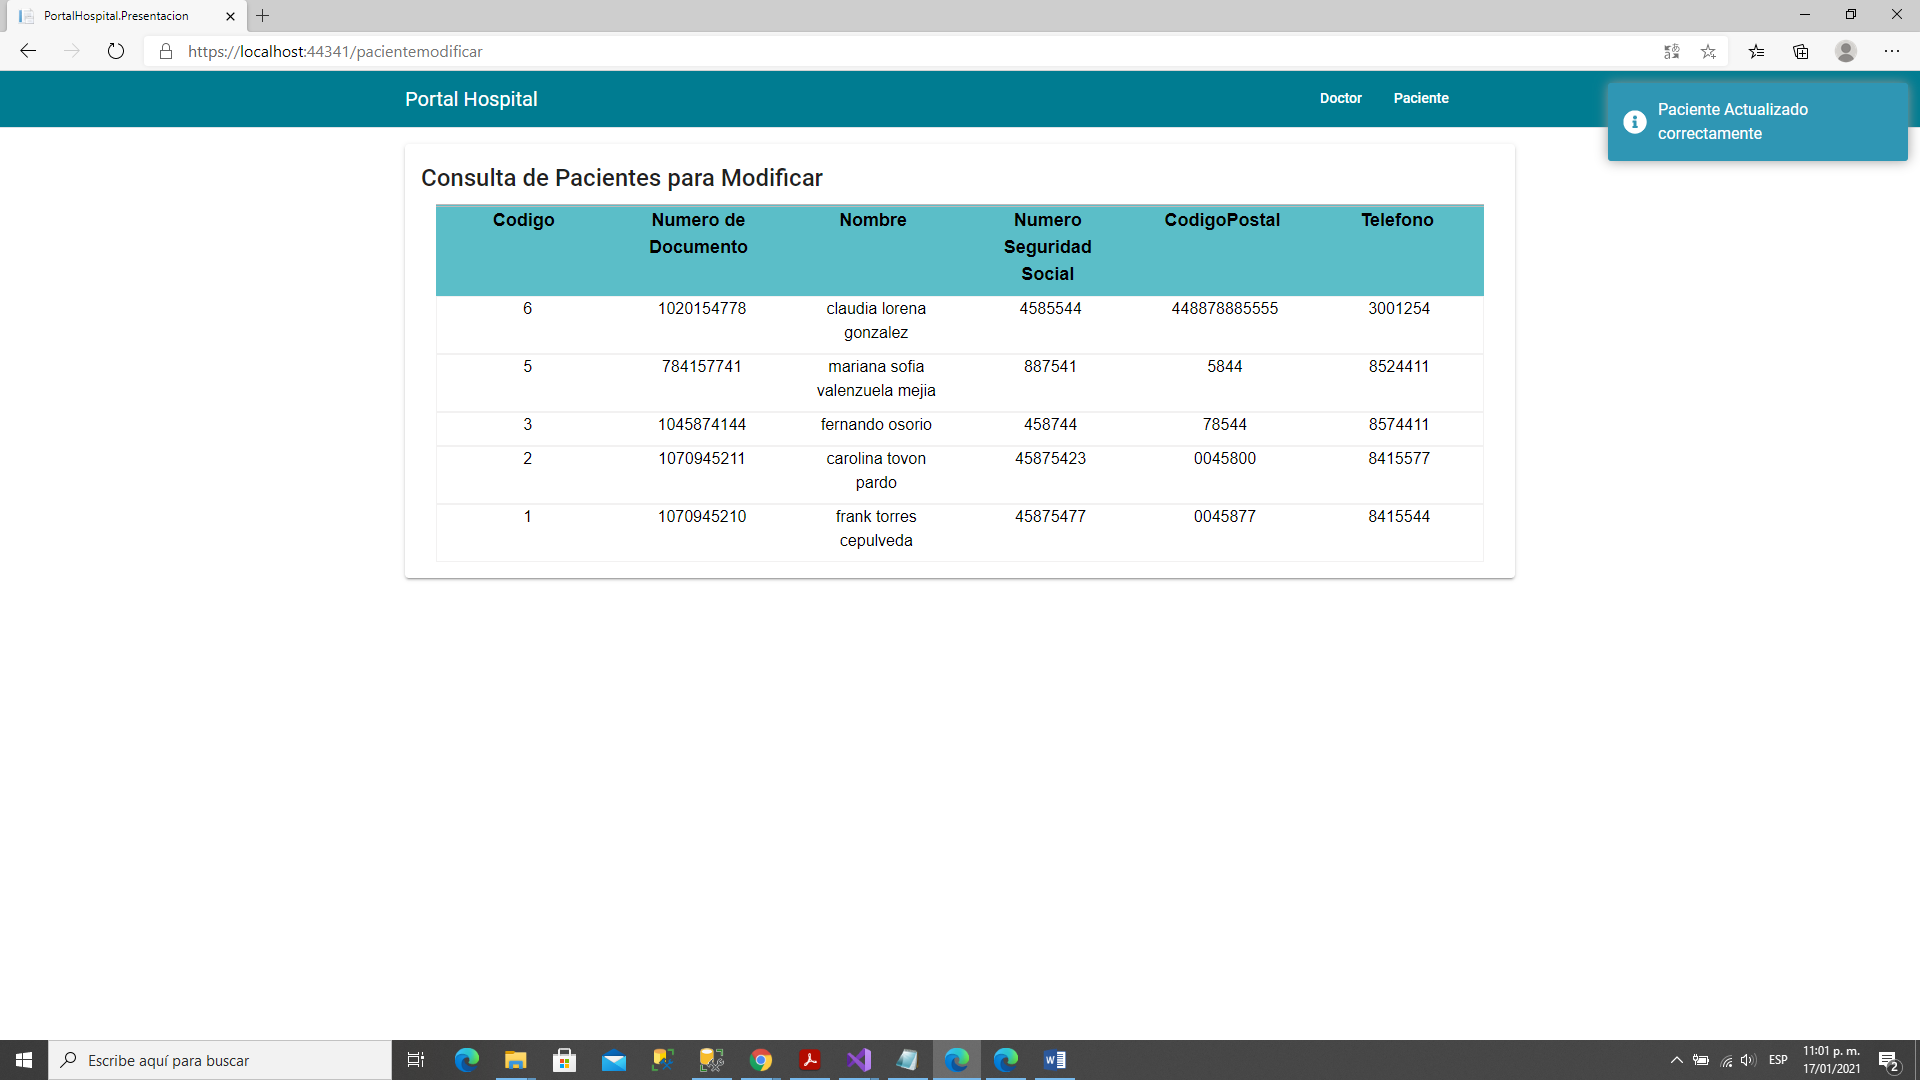 PortalHospital.Presentacion
https://localhost:44341/pacientemodificar
Portal Hospital
Doctor
Paciente
Paciente Actualizado
correctamente
Consulta de Pacientes para Modificar
Codigo
Numero de
Documento
Nombre
Numero
Seguridad
Social
CodigoPostal
Telefono
6
1020154778
claudia lorena
gonzalez
4585544
448878885555
3001254
5
784157741
mariana sofia
valenzuela mejia
887541
5844
8524411
3
1045874144
fernando osorio
458744
78544
8574411
2
1070945211
carolina tovon
pardo
45875423
0045800
8415577
1
1070945210
frank torres
cepulveda
45875477
0045877
8415544
Escribe aquí para buscar
ESP
11:01 p. m.
17/01/2021
2